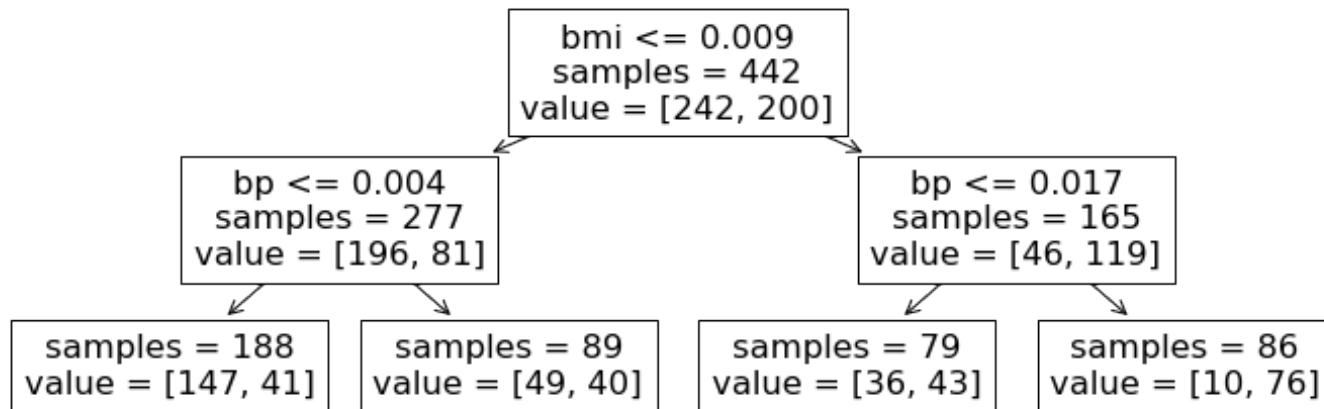 bmi <= 0.009
samples = 442
value = [242, 200]
bp <= 0.004
samples = 277
value = [196, 81]
bp <= 0.017
samples = 165
value = [46, 119]
samples = 188
value = [147, 41]
samples = 89
value = [49, 40]
samples = 79
value = [36, 43]
samples = 86
value = [10, 76]